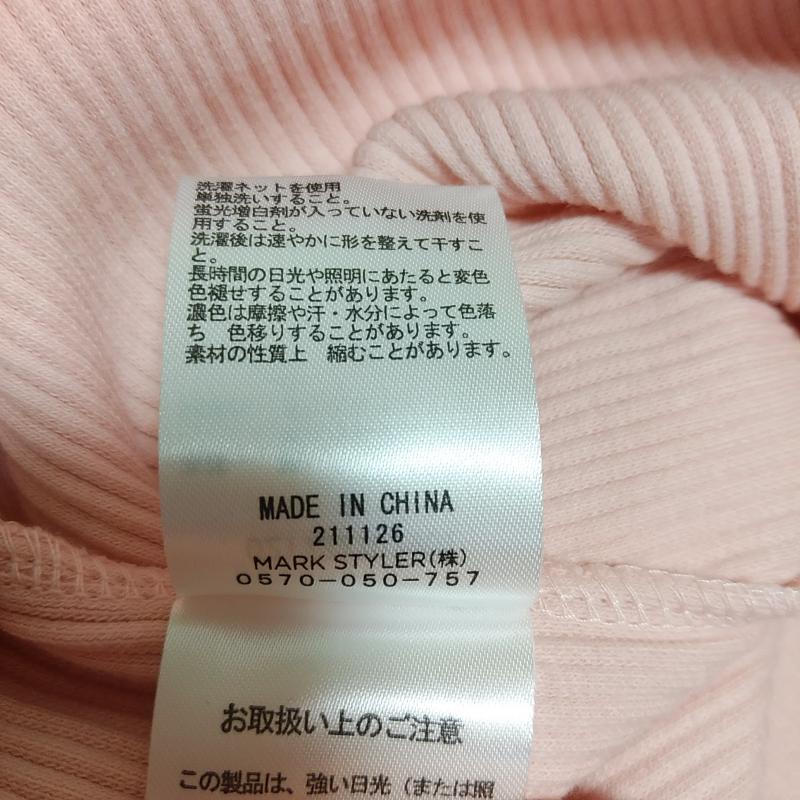 洗濯ネットを使用
単独洗いすること。
蛍光増白剤が入っていない洗剤を使
用すること。
洗濯後は速やかに形を整えて干すこ
と。
長時間の日光や照明にあたると変色
色褪せすることがあります。
濃色は摩擦や汗・水分によって色落
ち 色移りすることがあります。
素材の性質上 縮むことがあります。
MADE IN CHINA
211126
MARK STYLER(株)
0570-050-757
お取扱い上のご注意
この製品は、強い日光(または照